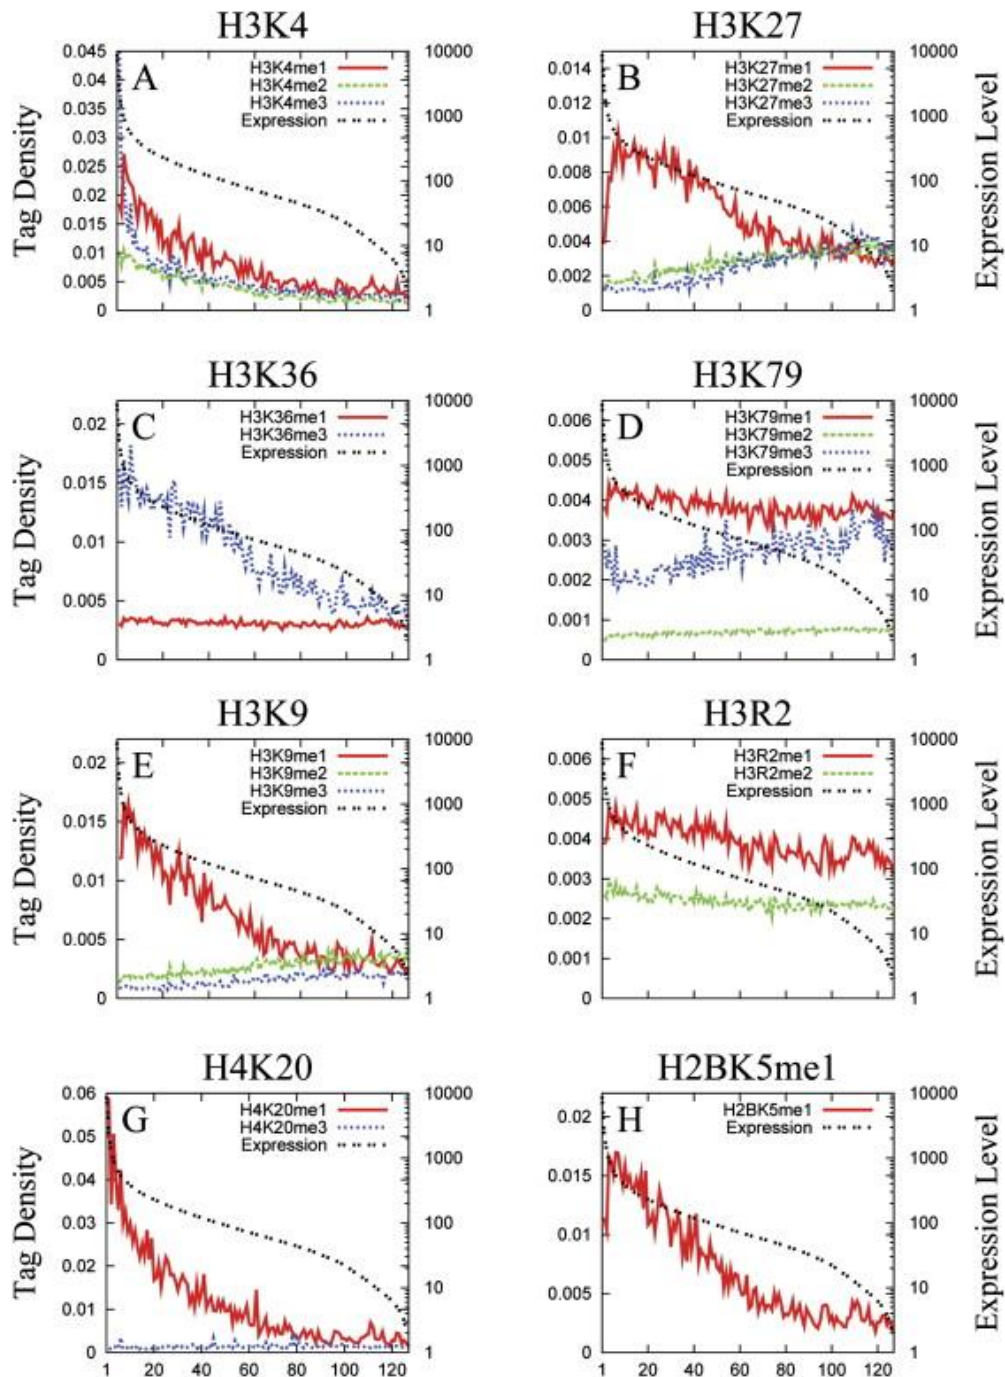 H3K4
H3K27
A
H3K4me1
H3K4me2
H3K4me3
Expression
Tag Density
0.045
0.04
0.035
0.03
0.025
0.02
0.015
0.01
0.005
0
10000
1000
100
10
1
B
H3K27me1
H3K27me2
H3K27me3
Expression
0.014
0.012
0.01
0.008
0.006
0.004
0.002
0
10000
1000
100
10
1
Expression Level
H3K36
H3K79
C
H3K36me1
H3K36me3
Expression
Tag Density
0.02
0.015
0.01
0.005
0
10000
1000
100
10
1
D
H3K79me1
H3K79me2
H3K79me3
Expression
0.006
0.005
0.004
0.003
0.002
0.001
0
10000
1000
100
10
1
Expression Level
H3K9
H3R2
E
H3K9me1
H3K9me2
H3K9me3
Expression
Tag Density
0.02
0.015
0.01
0.005
0
10000
1000
100
10
1
F
H3R2me1
H3R2me2
Expression
0.006
0.005
0.004
0.003
0.002
0.001
0
10000
1000
100
10
1
Expression Level
H4K20
H2BK5me1
G
H4K20me1
H4K20me3
Expression
Tag Density
0.06
0.05
0.04
0.03
0.02
0.01
0
10000
1000
100
10
1
1 20 40 60 80 100 120
H
H2BK5me1
Expression
0.02
0.015
0.01
0.005
0
10000
1000
100
10
1
1 20 40 60 80 100 120
Expression Level